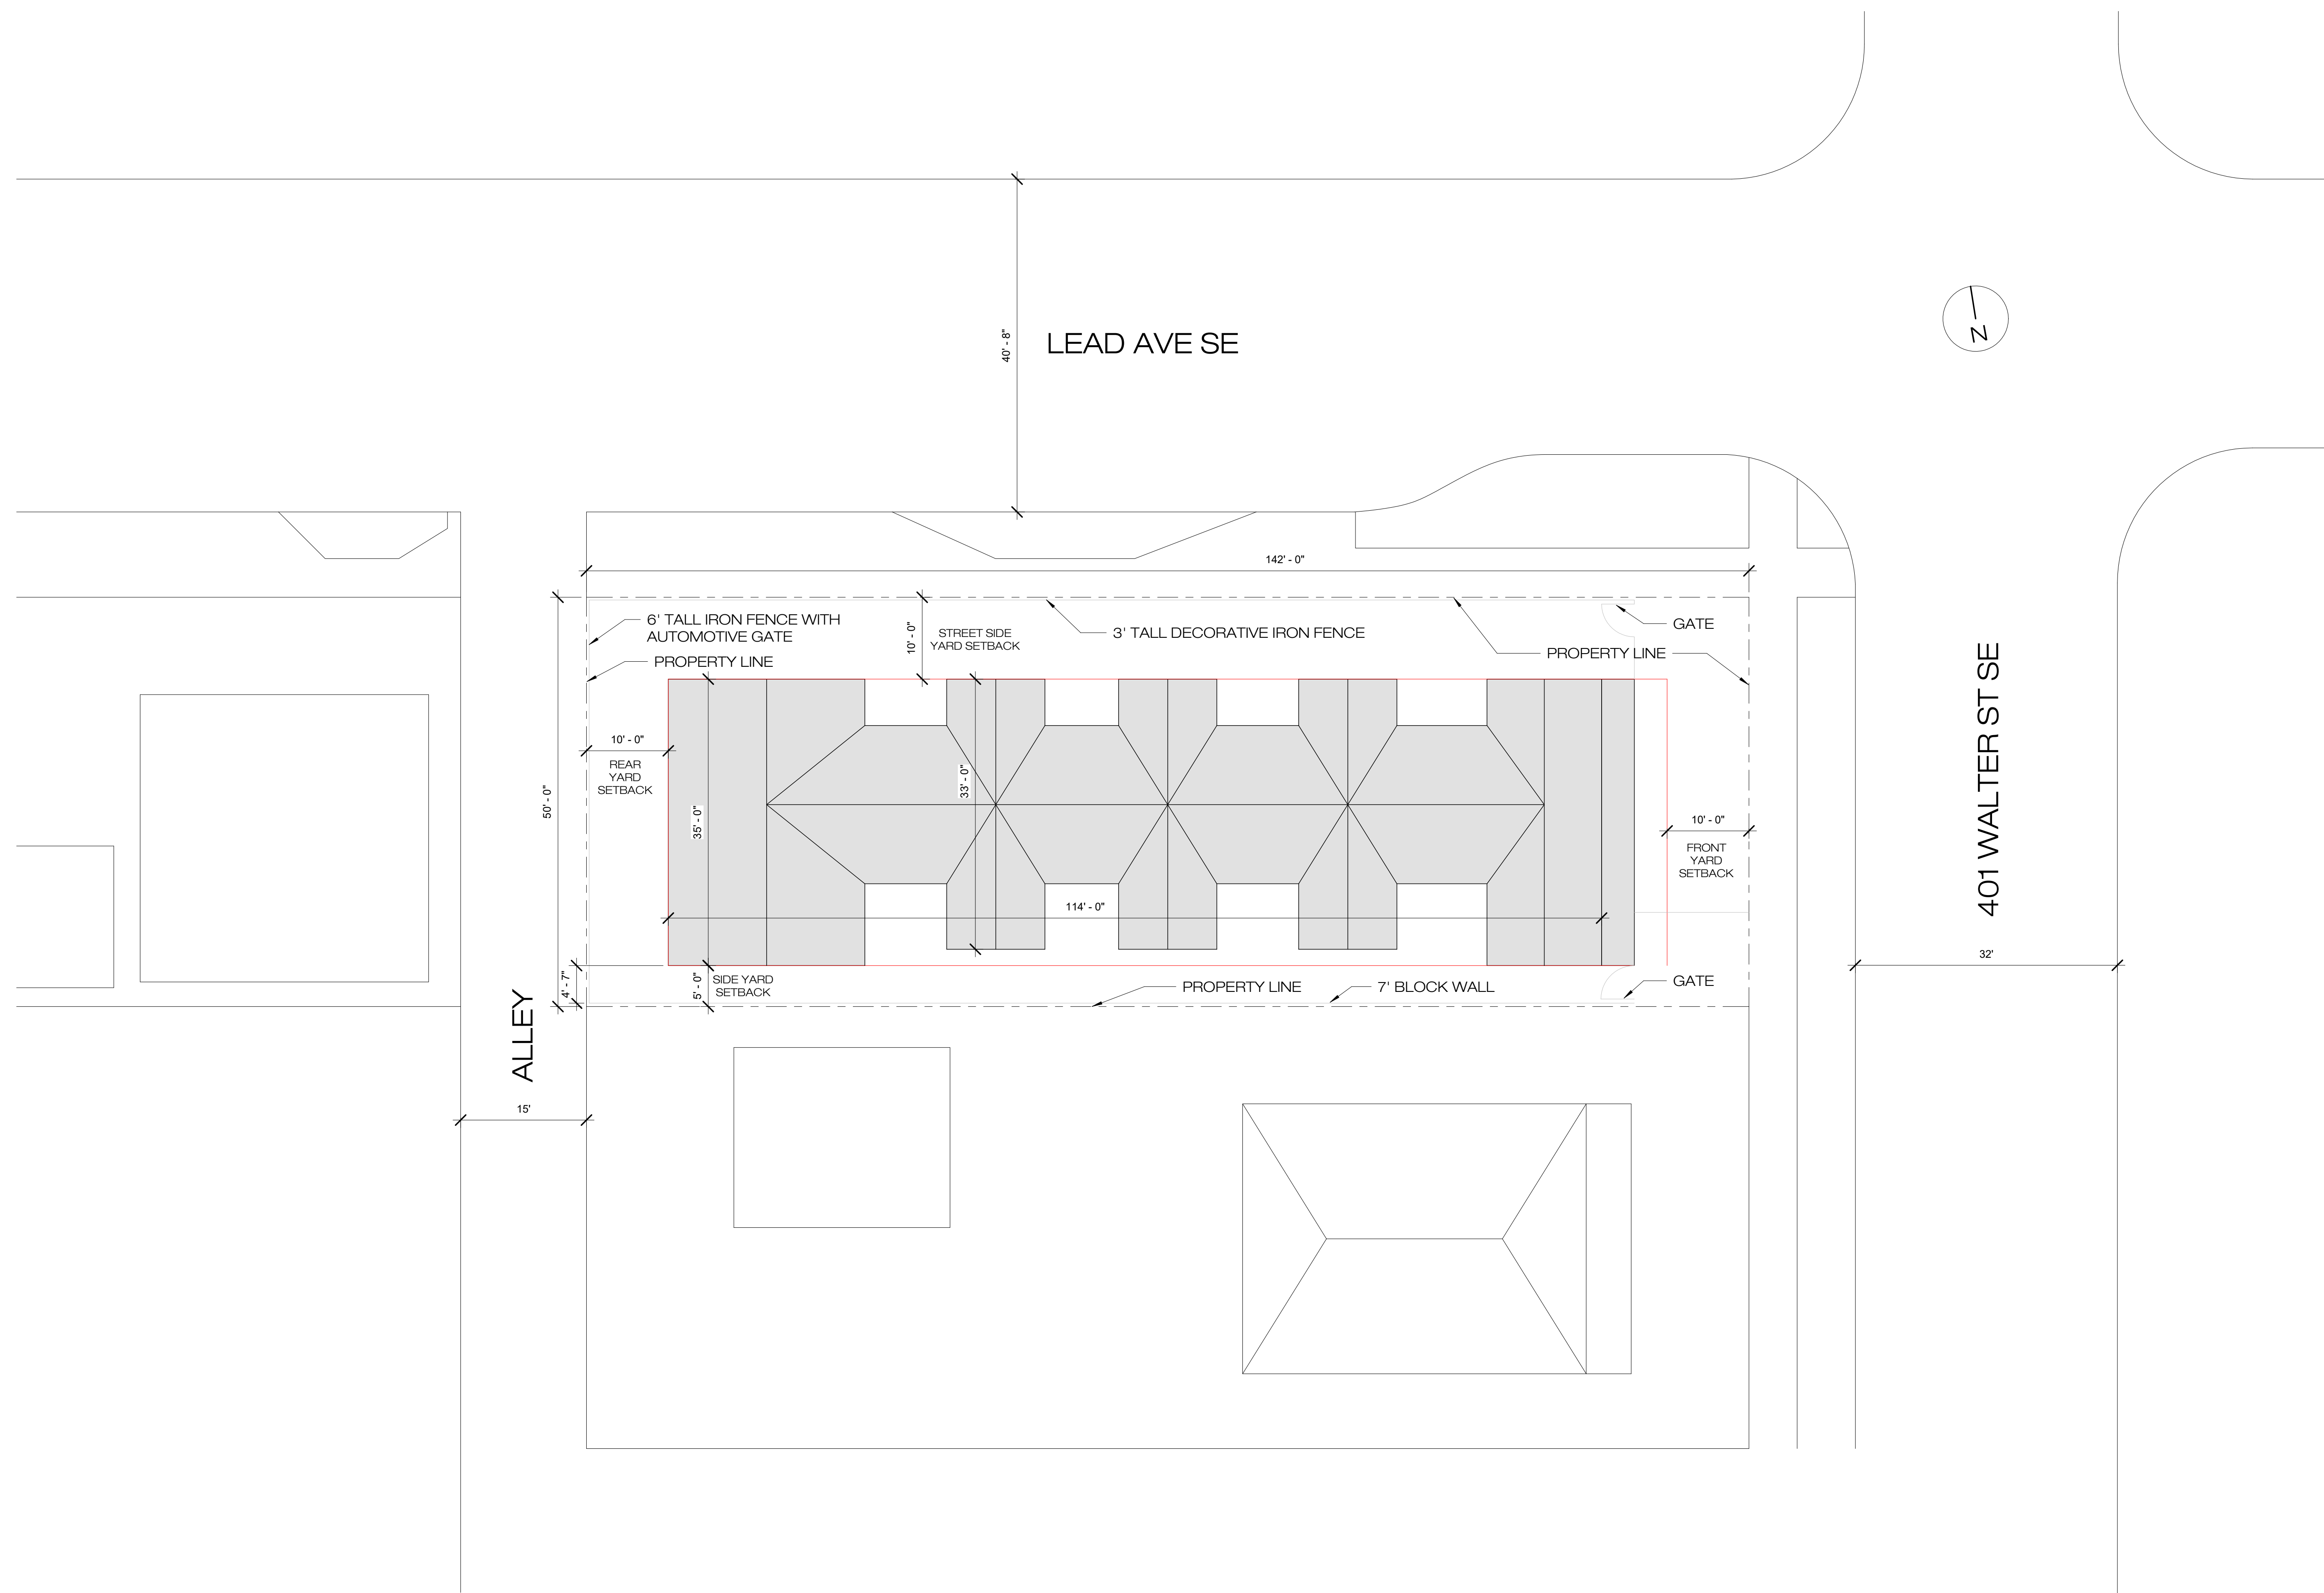 40' - 8"
LEAD AVE SE
N
142' - 0"
6' TALL IRON FENCE WITH
AUTOMOTIVE GATE
PROPERTY LINE
10' - 0"
STREET SIDE
YARD SETBACK
3' TALL DECORATIVE IRON FENCE
GATE
PROPERTY LINE
10' - 0"
REAR
YARD
SETBACK
50' - 0"
35' - 0"
33' - 0"
114' - 0"
10' - 0"
FRONT
YARD
SETBACK
401 WALTER ST SE
32'
4' - 7"
5' - 0"
SIDE YARD
SETBACK
PROPERTY LINE
7' BLOCK WALL
GATE
ALLEY
15'